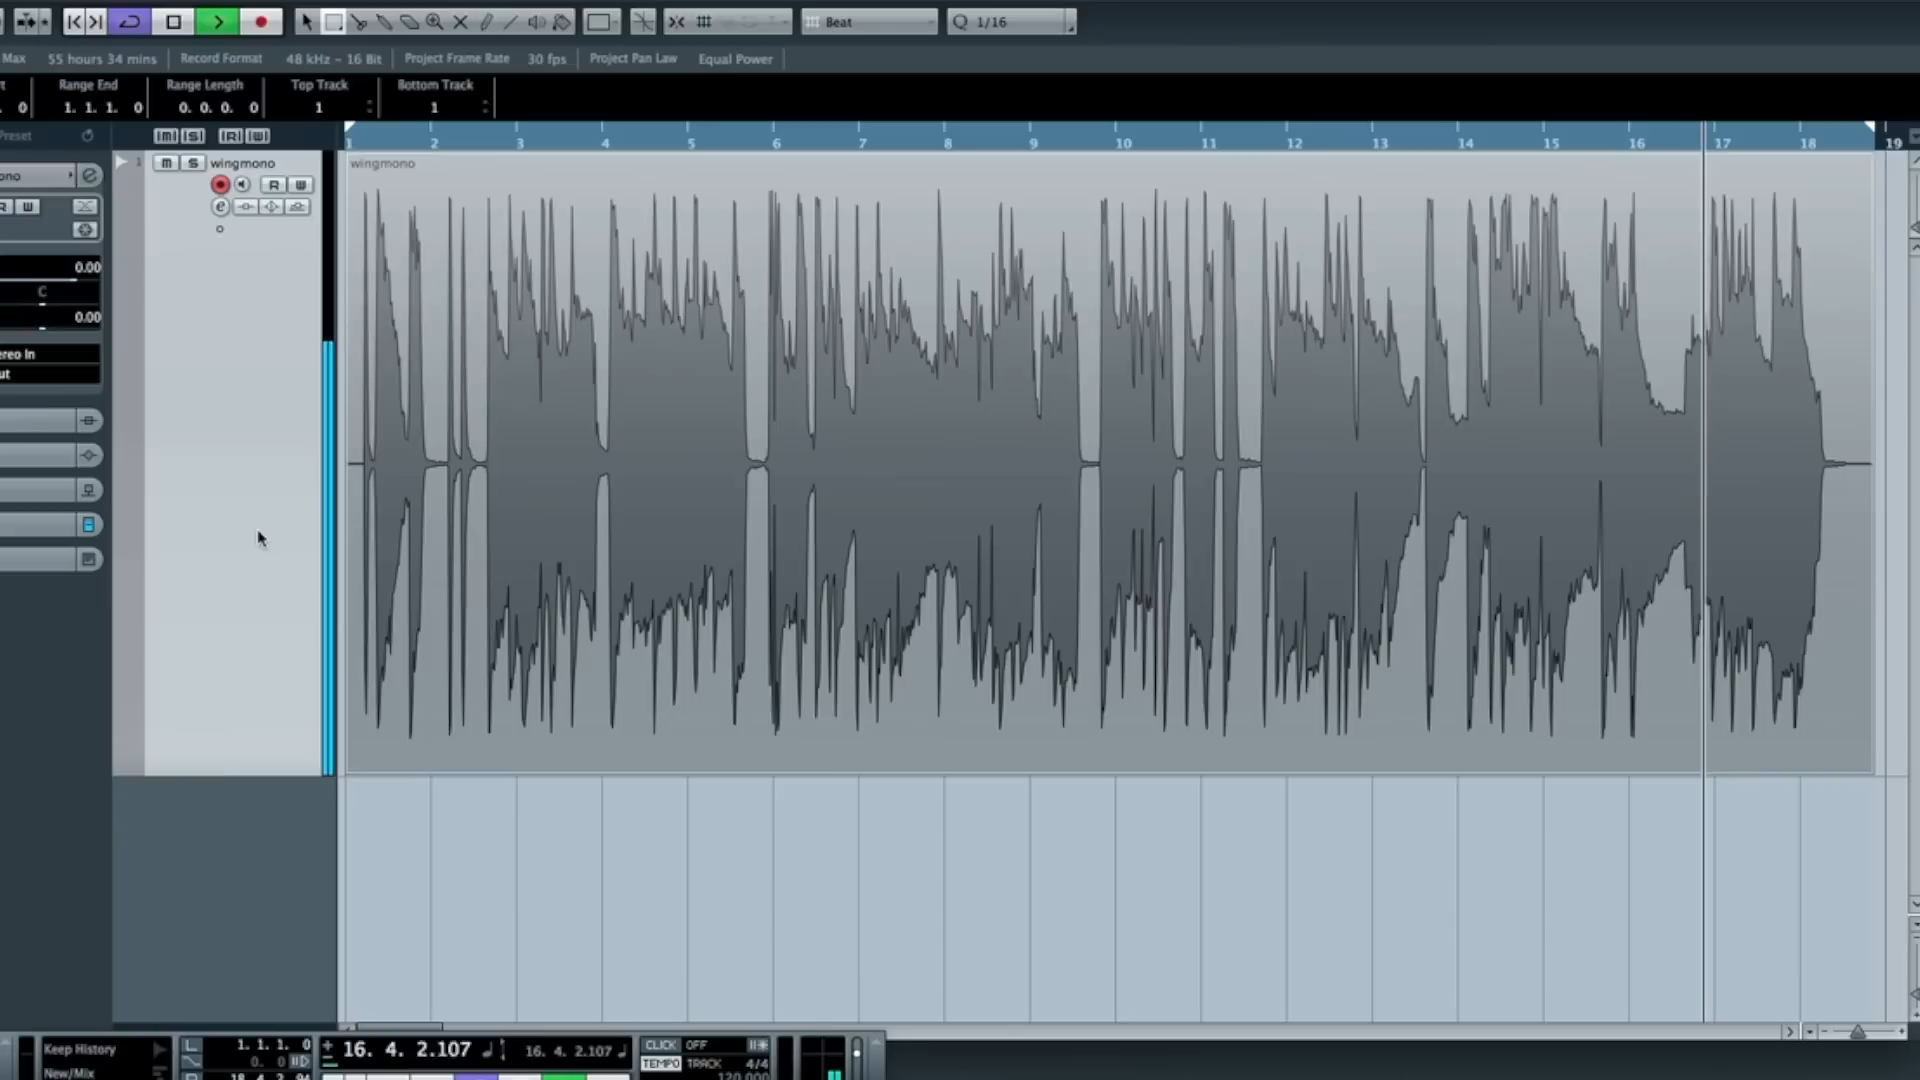 Beat
Q 1/16
Max 55 hours 34 mins Record Format 48 kHz - 16 Bit Project Frame Rate 30 fps Project Pan Law Equal Power
Range End Range Length Top Track Bottom Track
0 1. 1. 1. 0 0. 0. 0. 0 1 1
Preset M S R W
1 2 3 4 5 6 7 8 9 10 11 12 13 14 15 16 17 18 19
1 m S wingmono
wingmono
ono
R W
R W
e
0.00
C
0.00
ereo In
ut
Keep History
New/Mix
L 1. 1. 1. 0
0. 0
16. 4. 2.107
16. 4. 2.107
CLICK OFF
TEMPO TRACK 4/4
120.000